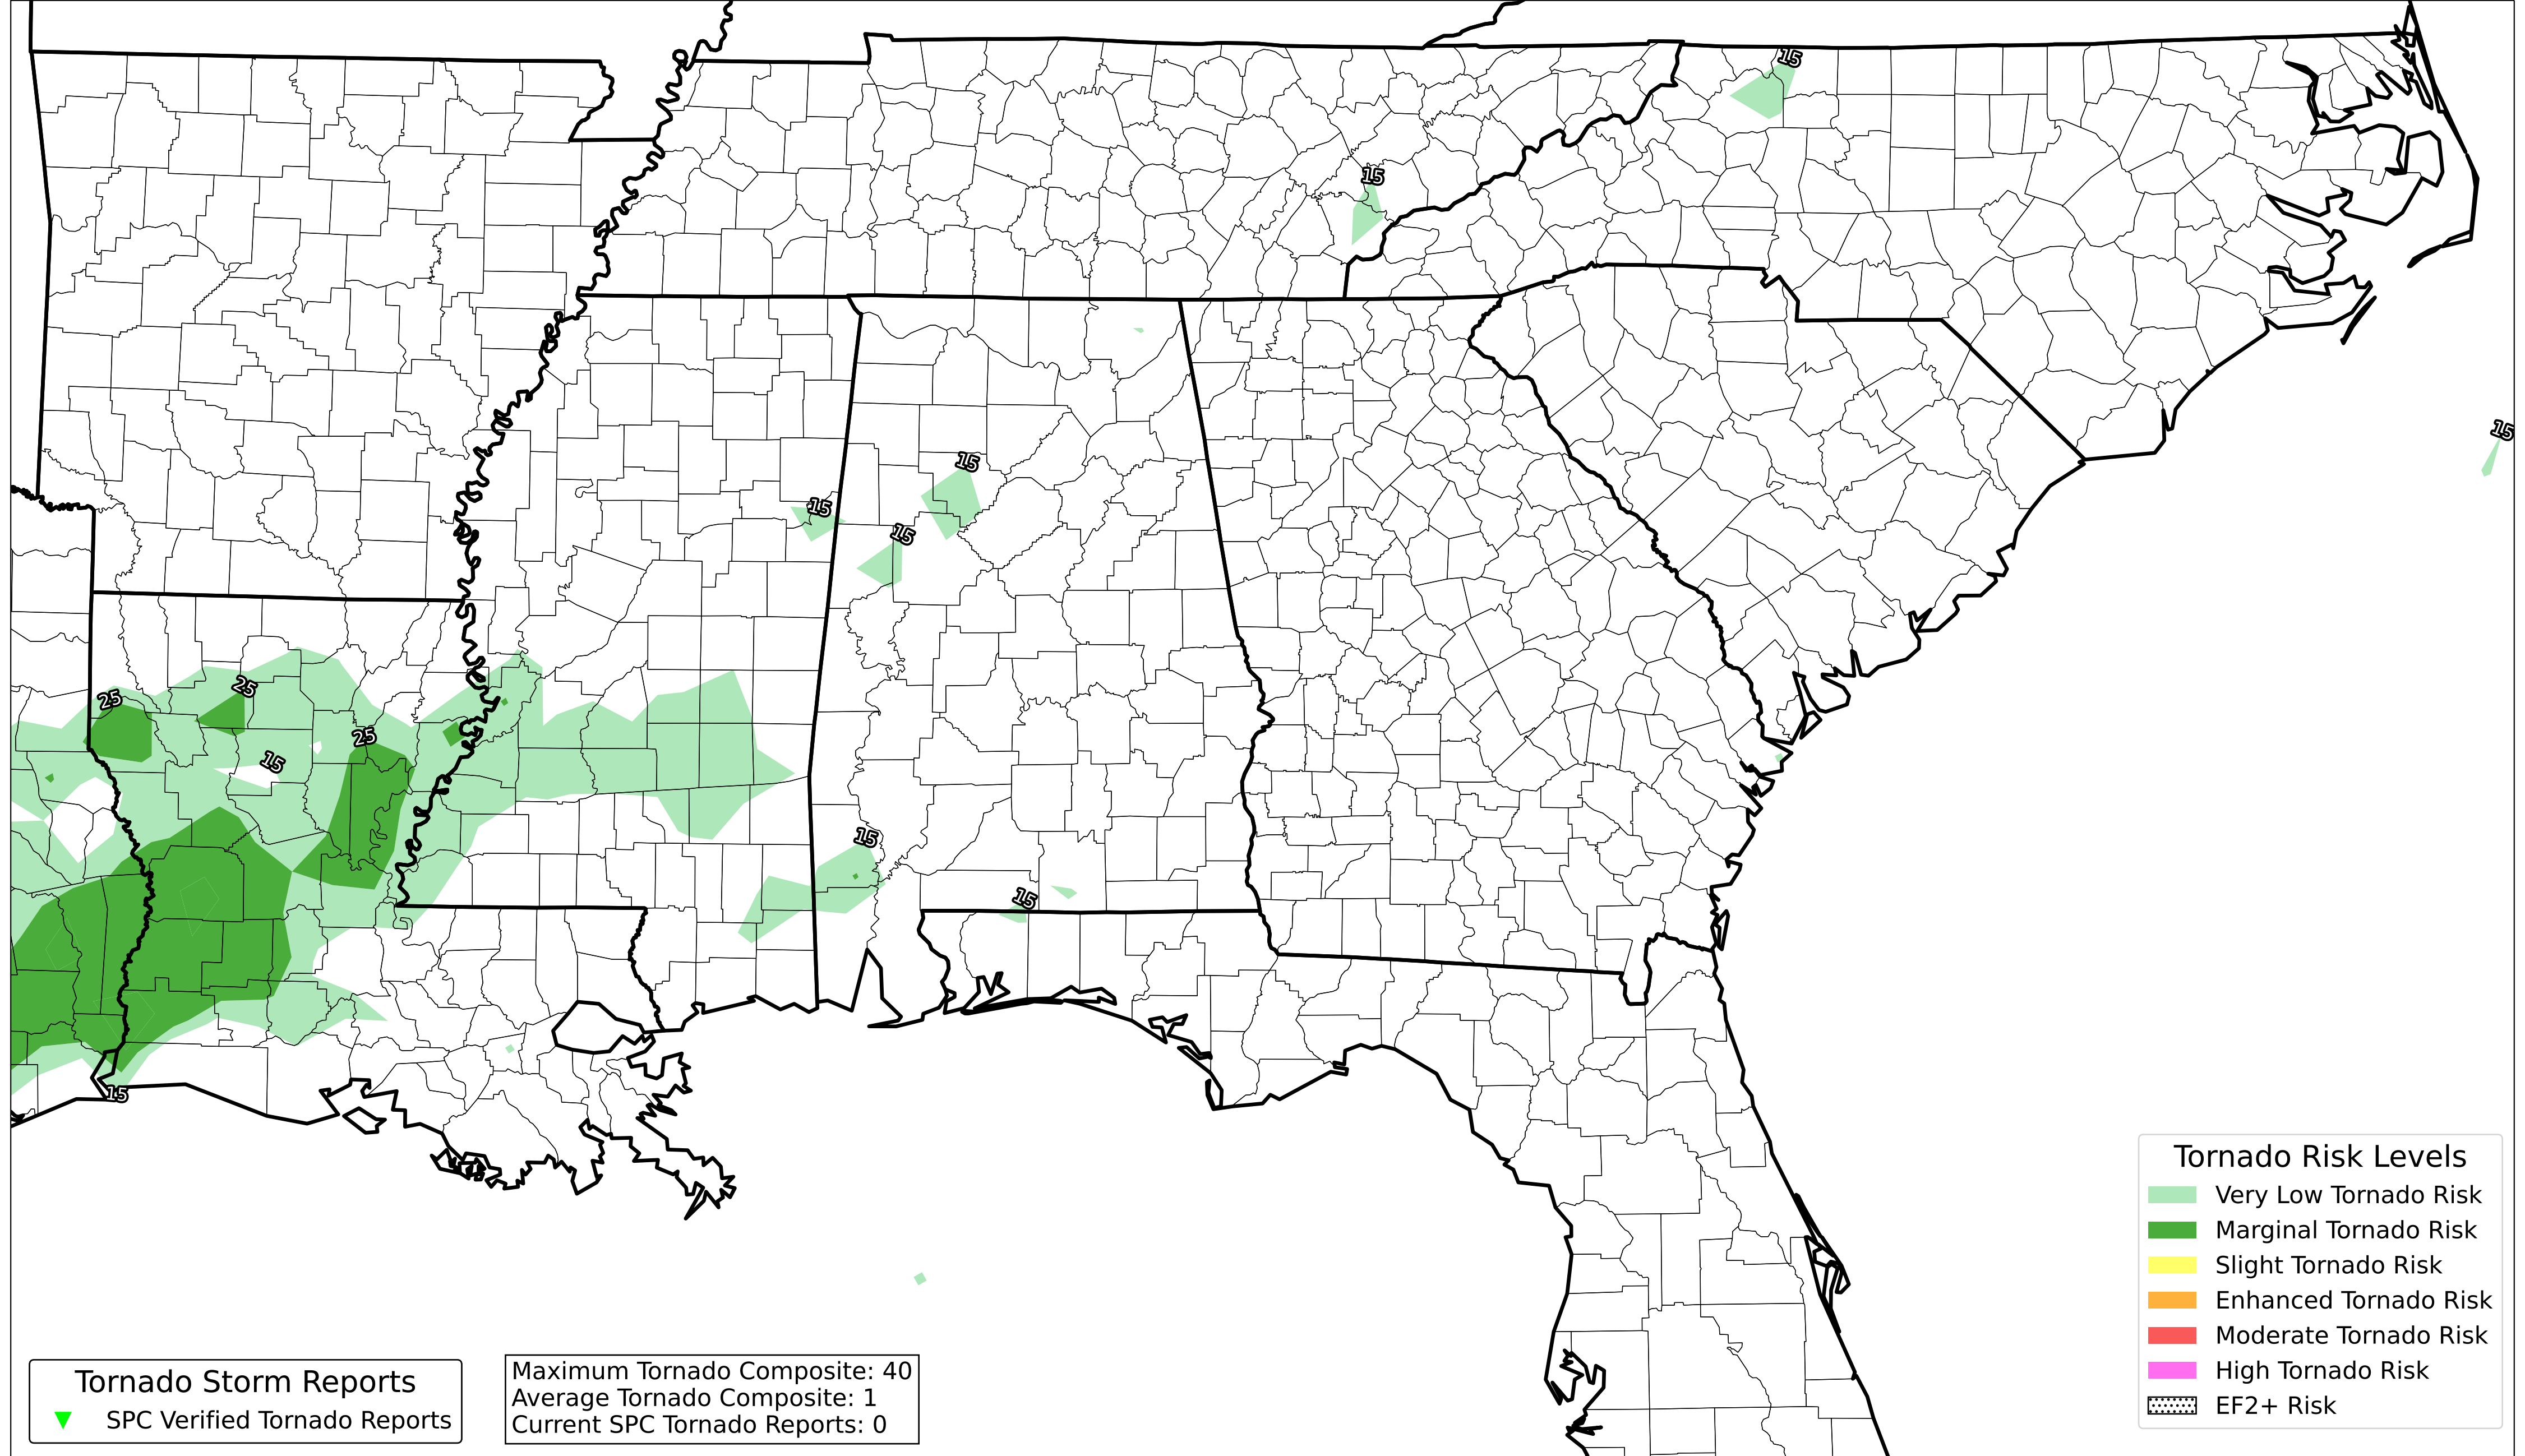 15
15
15
15
15
15
25
25
25
15
15
15
15
Tornado Risk Levels
Very Low Tornado Risk
Marginal Tornado Risk
Slight Tornado Risk
Enhanced Tornado Risk
Moderate Tornado Risk
High Tornado Risk
EF2+ Risk
Tornado Storm Reports
SPC Verified Tornado Reports
Maximum Tornado Composite: 40
Average Tornado Composite: 1
Current SPC Tornado Reports: 0